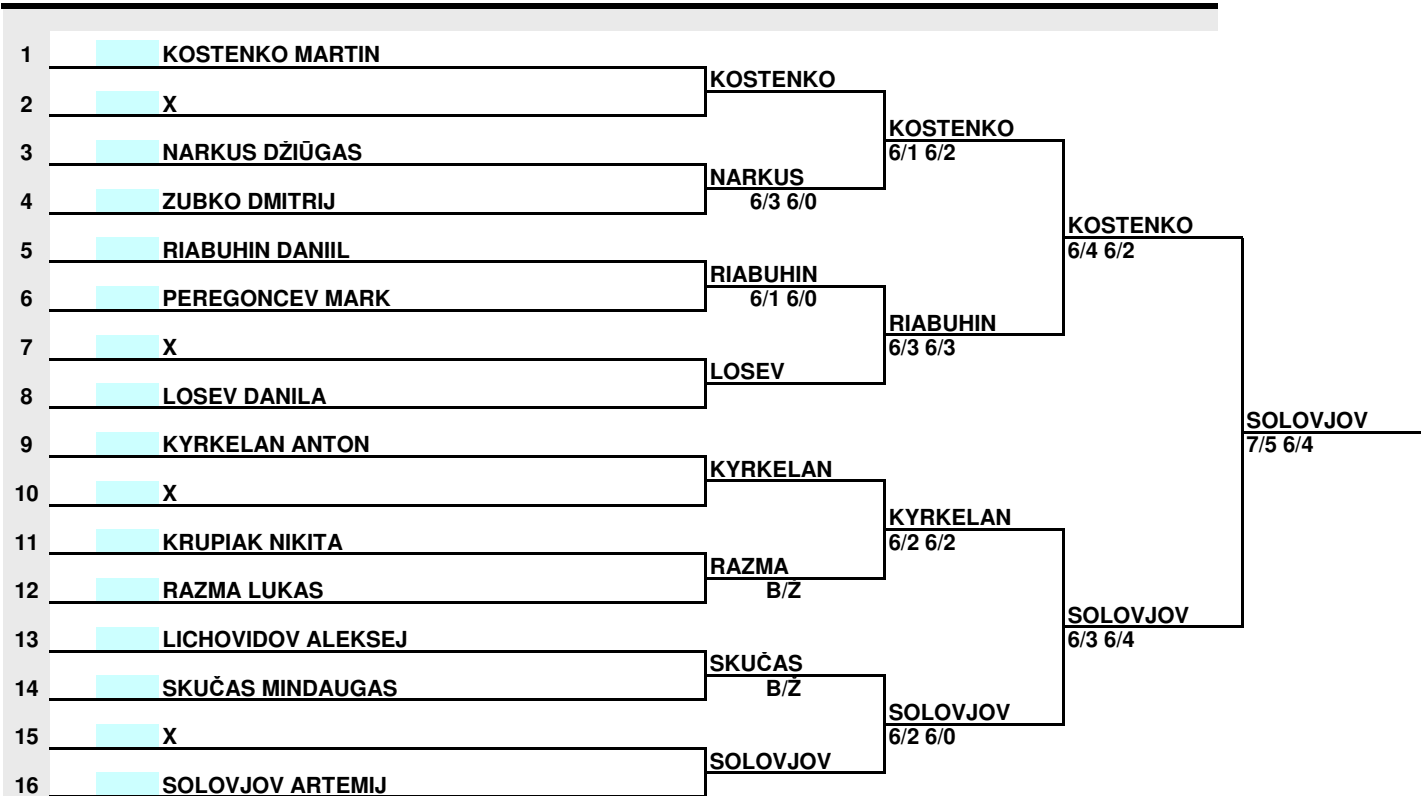 1 KOSTENKO MARTIN
KOSTENKO
2 X
KOSTENKO
6/1 6/2
3 NARKUS DŽIŪGAS
NARKUS
6/3 6/0
4 ZUBKO DMITRIJ
KOSTENKO
6/4 6/2
5 RIABUHIN DANIIL
RIABUHIN
6/1 6/0
6 PEREGONCEV MARK
RIABUHIN
6/3 6/3
7 X
LOSEV
8 LOSEV DANILA
SOLOVJOV
7/5 6/4
9 KYRKELAN ANTON
KYRKELAN
10 X
KYRKELAN
6/2 6/2
11 KRUPIAK NIKITA
RAZMA
B/Ž
12 RAZMA LUKAS
SOLOVJOV
6/3 6/4
13 LICHOVIDOV ALEKSEJ
SKUČAS
B/Ž
14 SKUČAS MINDAUGAS
SOLOVJOV
6/2 6/0
15 X
SOLOVJOV
16 SOLOVJOV ARTEMIJ